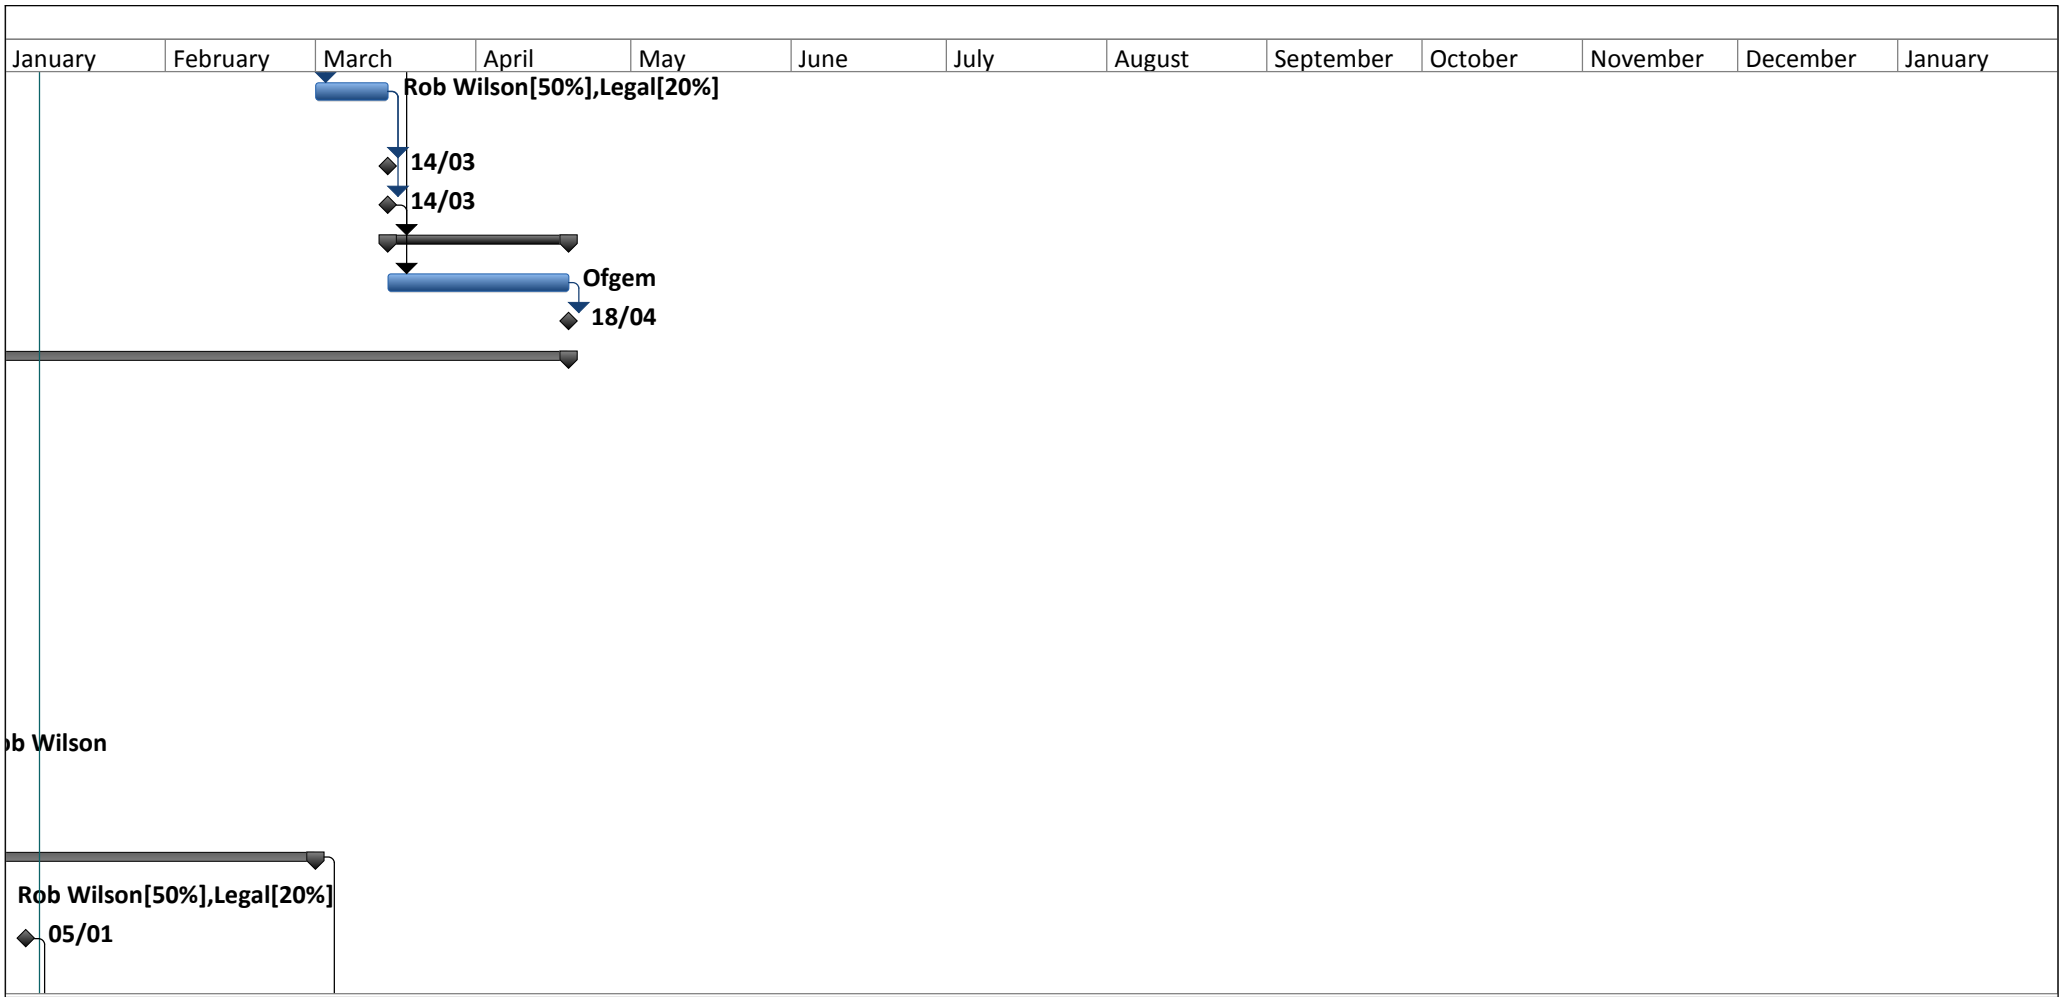 January February March April May June July August September October November December January
Rob Wilson[50%],Legal[20%]
14/03
14/03
Ofgem
18/04
ob Wilson
Rob Wilson[50%],Legal[20%]
05/01